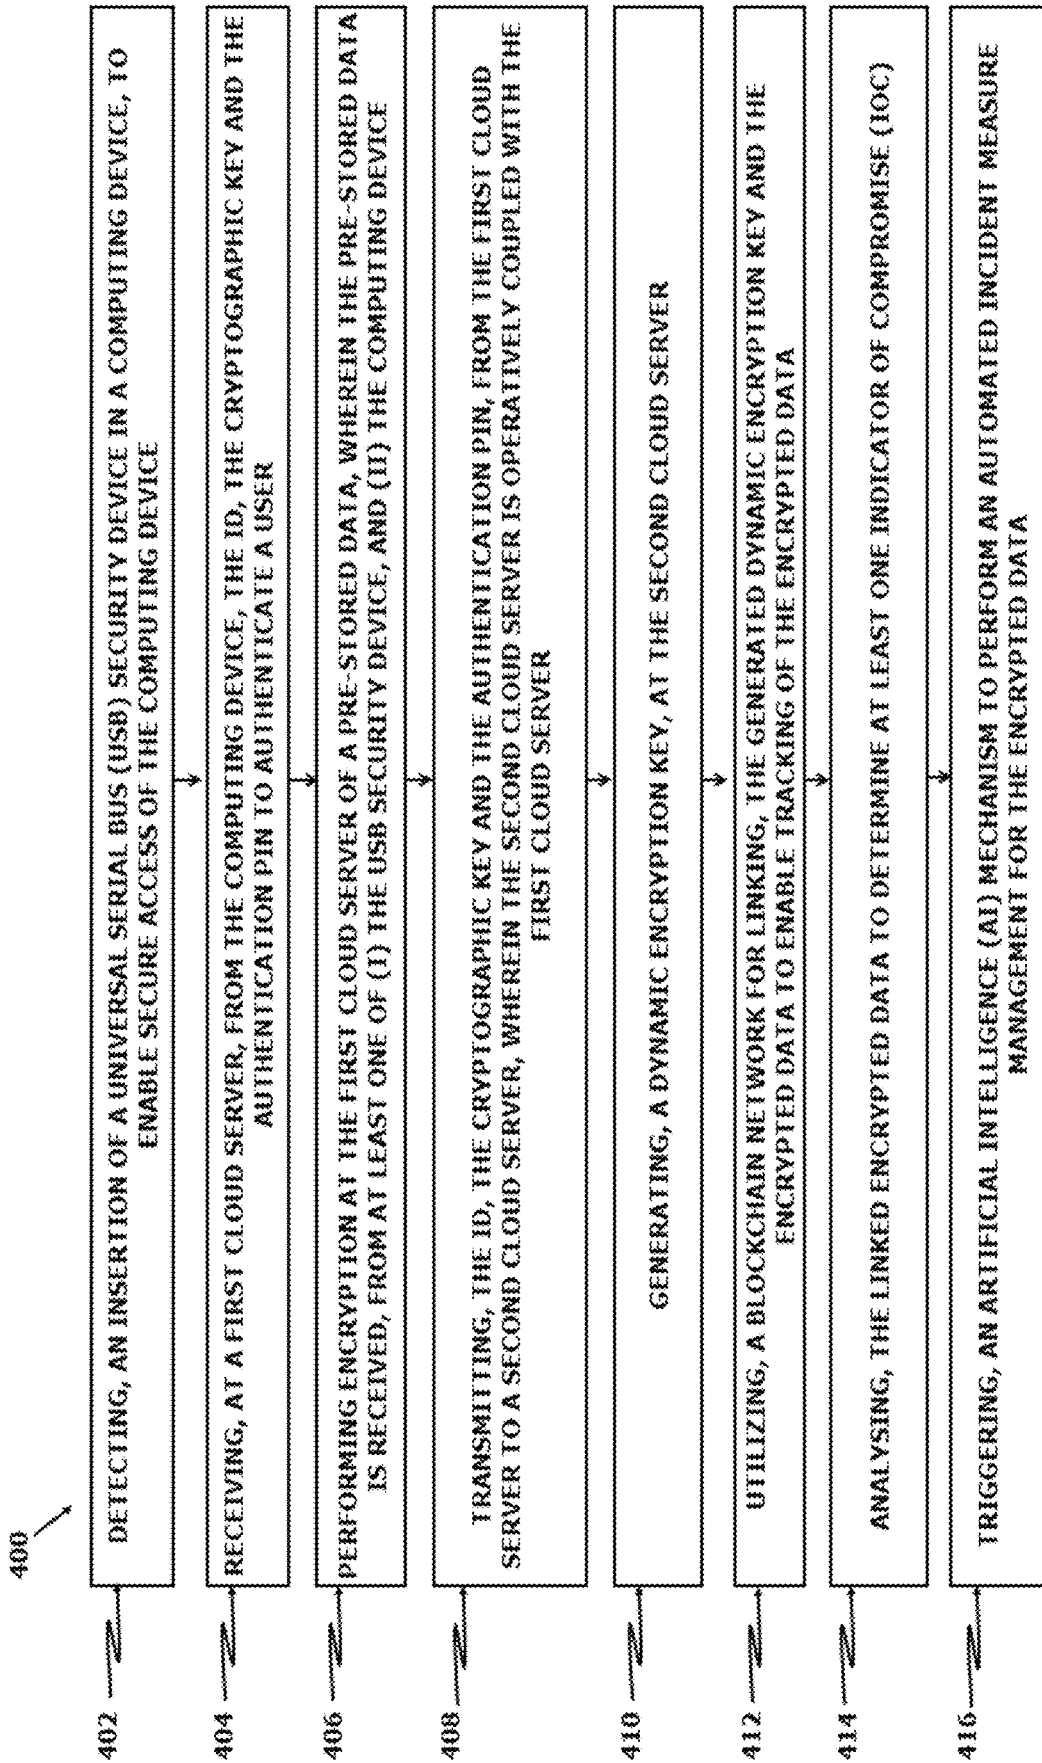 400
402
DETECTING, AN INSERTION OF A UNIVERSAL SERIAL BUS (USB) SECURITY DEVICE IN A COMPUTING DEVICE, TO
ENABLE SECURE ACCESS OF THE COMPUTING DEVICE
404
RECEIVING, AT A FIRST CLOUD SERVER, FROM THE COMPUTING DEVICE, THE ID, THE CRYPTOGRAPHIC KEY AND THE
AUTHENTICATION PIN TO AUTHENTICATE A USER
406
PERFORMING ENCRYPTION AT THE FIRST CLOUD SERVER OF A PRE-STORED DATA, WHEREIN THE PRE-STORED DATA
IS RECEIVED, FROM AT LEAST ONE OF (I) THE USB SECURITY DEVICE, AND (II) THE COMPUTING DEVICE
408
TRANSMITTING, THE ID, THE CRYPTOGRAPHIC KEY AND THE AUTHENTICATION PIN, FROM THE FIRST CLOUD
SERVER TO A SECOND CLOUD SERVER, WHEREIN THE SECOND CLOUD SERVER IS OPERATIVELY COUPLED WITH THE
FIRST CLOUD SERVER
410
GENERATING, A DYNAMIC ENCRYPTION KEY, AT THE SECOND CLOUD SERVER
412
UTILIZING, A BLOCKCHAIN NETWORK FOR LINKING, THE GENERATED DYNAMIC ENCRYPTION KEY AND THE
ENCRYPTED DATA TO ENABLE TRACKING OF THE ENCRYPTED DATA
414
ANALYSING, THE LINKED ENCRYPTED DATA TO DETERMINE AT LEAST ONE INDICATOR OF COMPROMISE (IOC)
416
TRIGGERING, AN ARTIFICIAL INTELLIGENCE (AI) MECHANISM TO PERFORM AN AUTOMATED INCIDENT MEASURE
MANAGEMENT FOR THE ENCRYPTED DATA